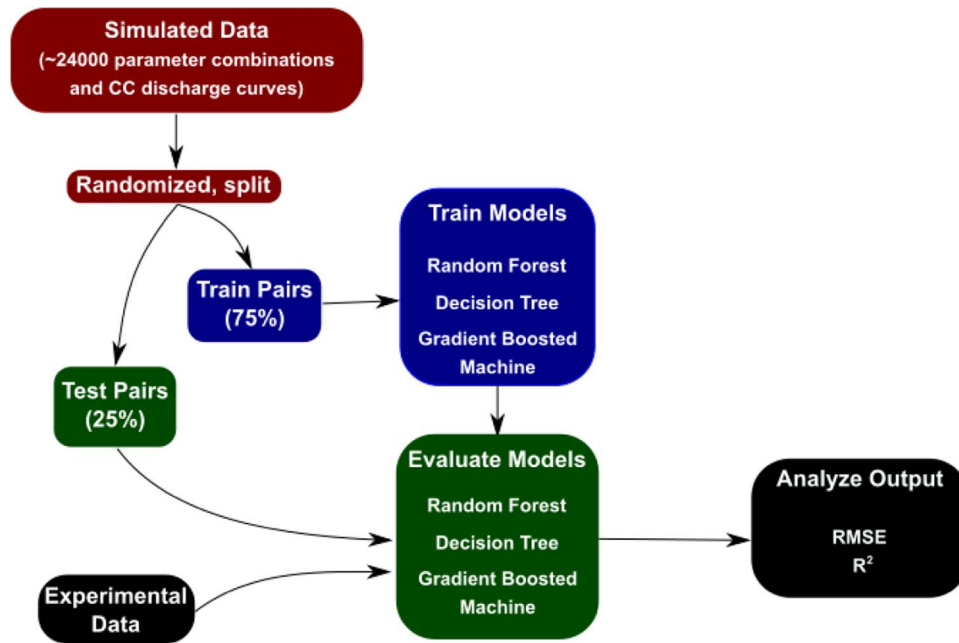 Simulated Data
(~24000 parameter combinations
and CC discharge curves)
Randomized, split
Train Pairs
(75%)
Test Pairs
(25%)
Train Models
Random Forest
Decision Tree
Gradient Boosted
Machine
Evaluate Models
Random Forest
Decision Tree
Gradient Boosted
Machine
Experimental
Data
Analyze Output
RMSE
R²